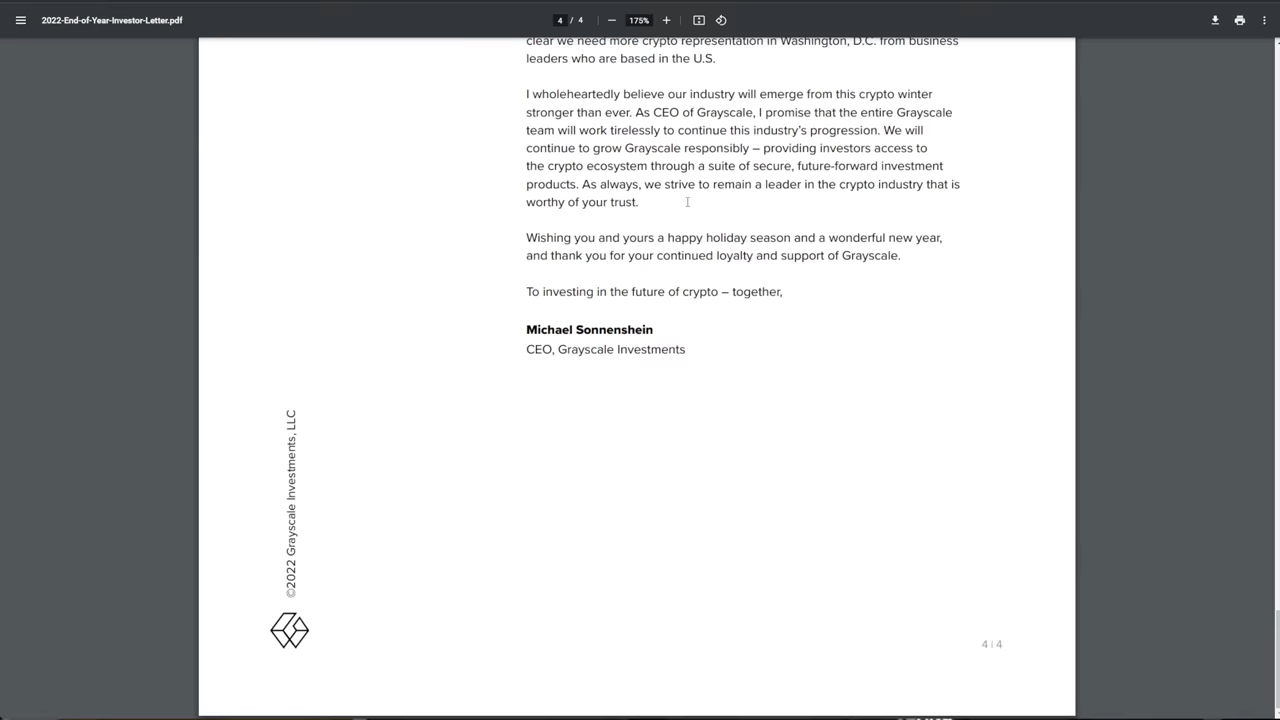 2022-End-of-Year-Investor-Letter.pdf
4 / 4
175%
clear we need more crypto representation in Washington, D.C. from business
leaders who are based in the U.S.
I wholeheartedly believe our industry will emerge from this crypto winter
stronger than ever. As CEO of Grayscale, I promise that the entire Grayscale
team will work tirelessly to continue this industry’s progression. We will
continue to grow Grayscale responsibly – providing investors access to
the crypto ecosystem through a suite of secure, future-forward investment
products. As always, we strive to remain a leader in the crypto industry that is
worthy of your trust.
Wishing you and yours a happy holiday season and a wonderful new year,
and thank you for your continued loyalty and support of Grayscale.
To investing in the future of crypto – together,
Michael Sonnenshein
CEO, Grayscale Investments
©2022 Grayscale Investments, LLC
4 | 4